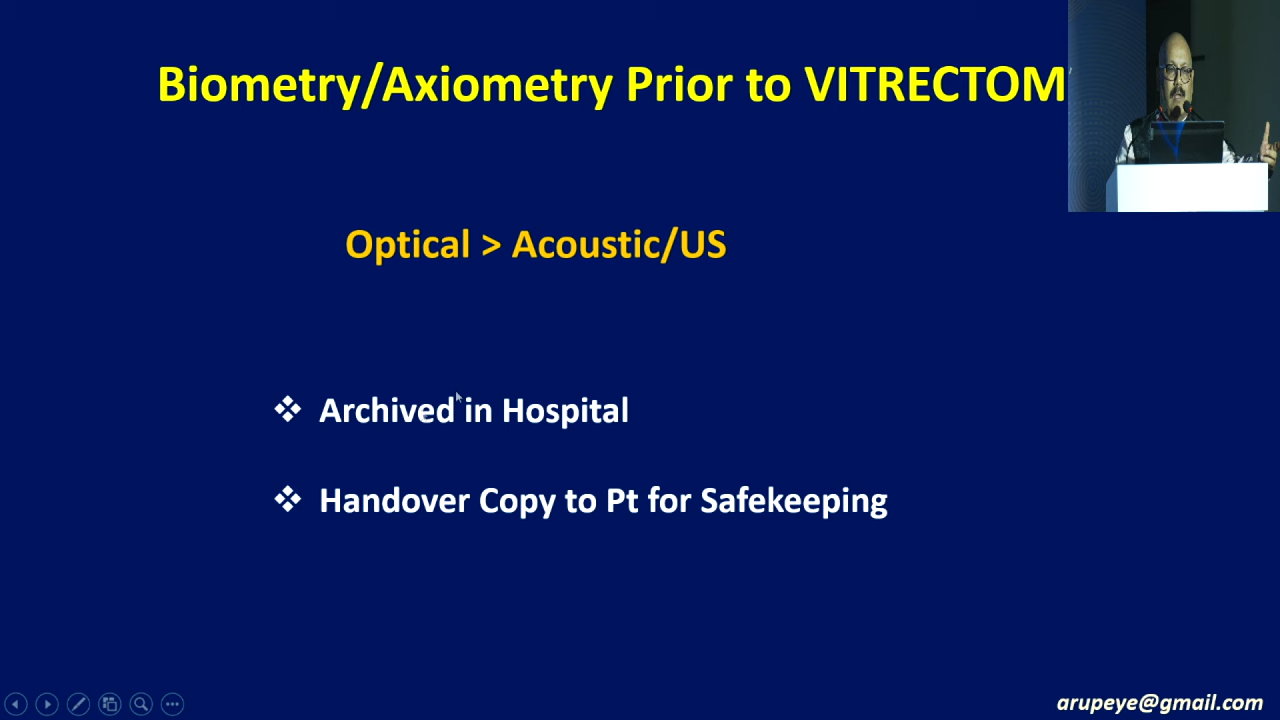 Biometry/Axiometry Prior to VITRECTOM
Optical > Acoustic/US
❖ Archived in Hospital
❖ Handover Copy to Pt for Safekeeping
arupeye@gmail.com